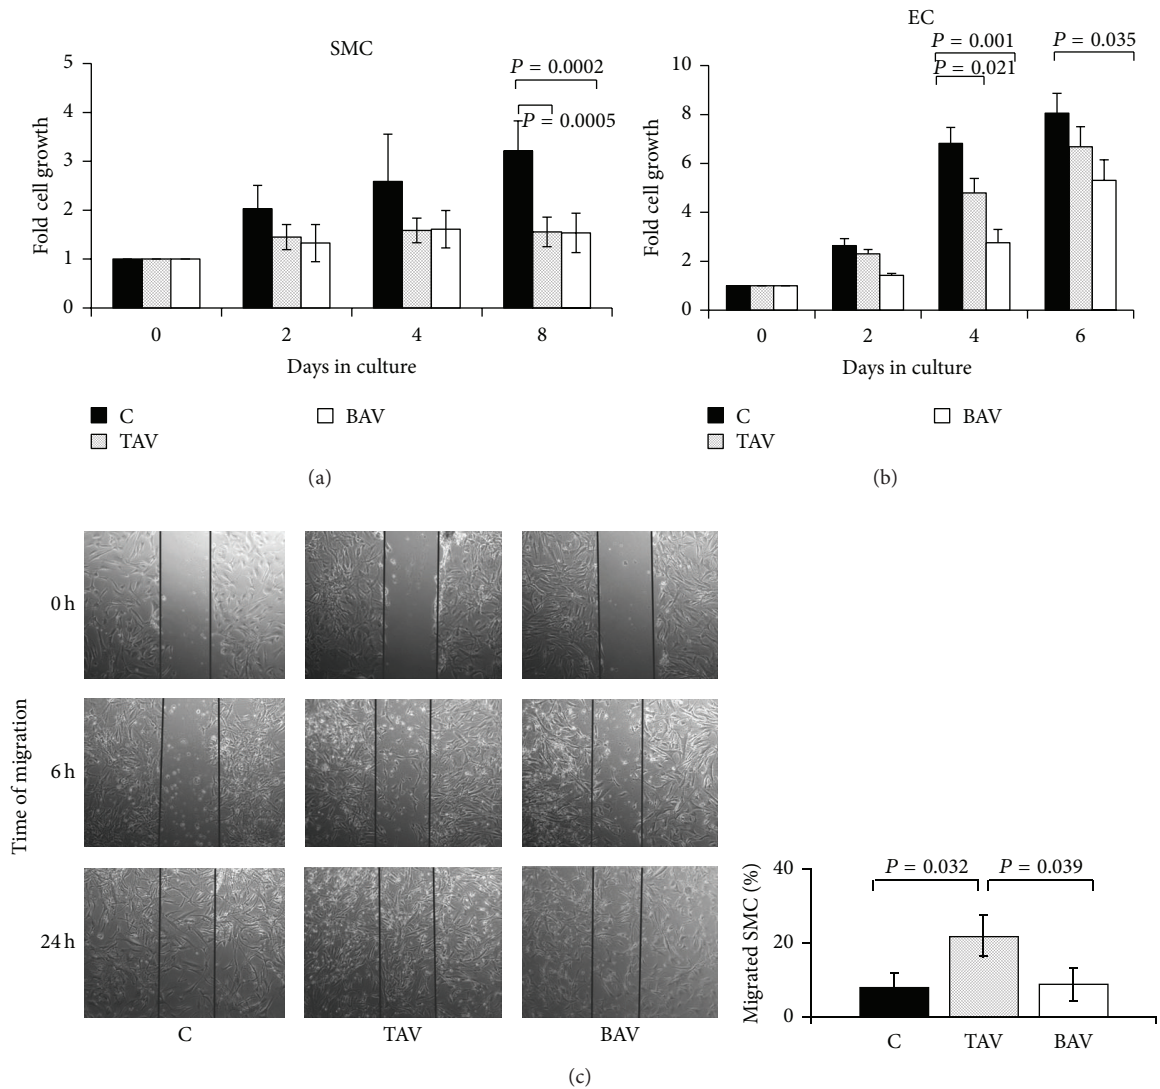 SMC
5
4
3
2
1
0
Fold cell growth
P = 0.0002
P = 0.0005
0 2 4 8
Days in culture
C BAV
TAV
(a)
EC
10
8
6
4
2
0
Fold cell growth
P = 0.001
P = 0.021
P = 0.035
0 2 4 6
Days in culture
C BAV
TAV
(b)
Time of migration
0 h
6 h
24 h
C TAV BAV
Migrated SMC (%)
40
20
0
P = 0.032 P = 0.039
C TAV BAV
(c)